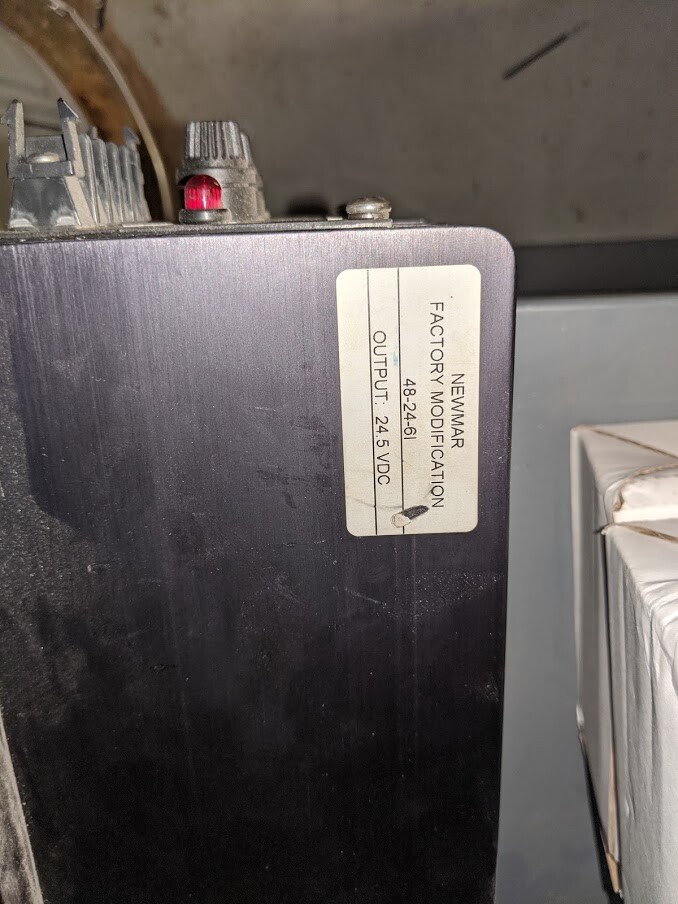 NEWMAR
FACTORY MODIFICATION
48-24-6I
OUTPUT: 24.5 VDC